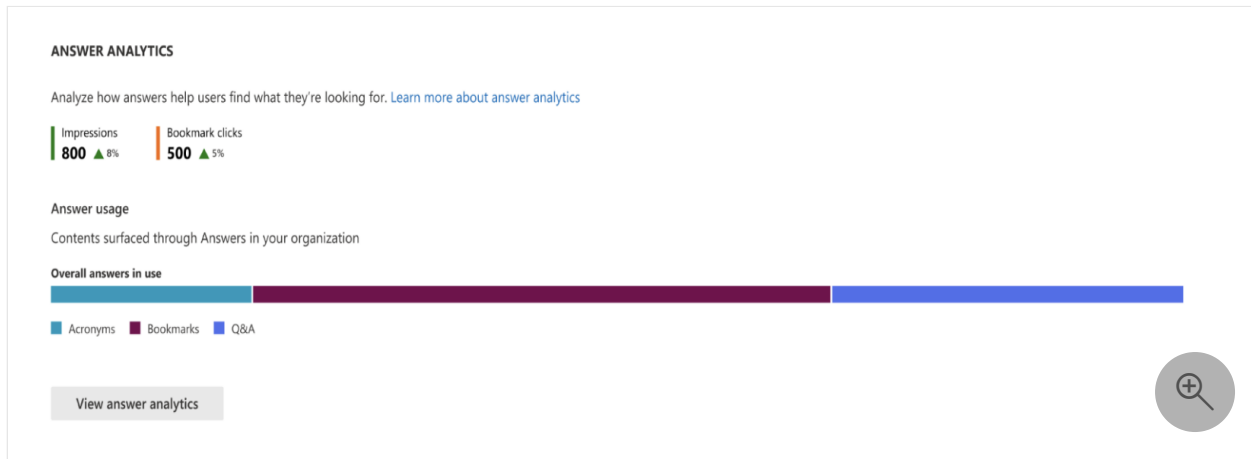 ANSWER ANALYTICS
Analyze how answers help users find what they're looking for. Learn more about answer analytics
Impressions
800 ▲ 8%
Bookmark clicks
500 ▲ 5%
Answer usage
Contents surfaced through Answers in your organization
Overall answers in use
Acronyms Bookmarks Q&A
View answer analytics